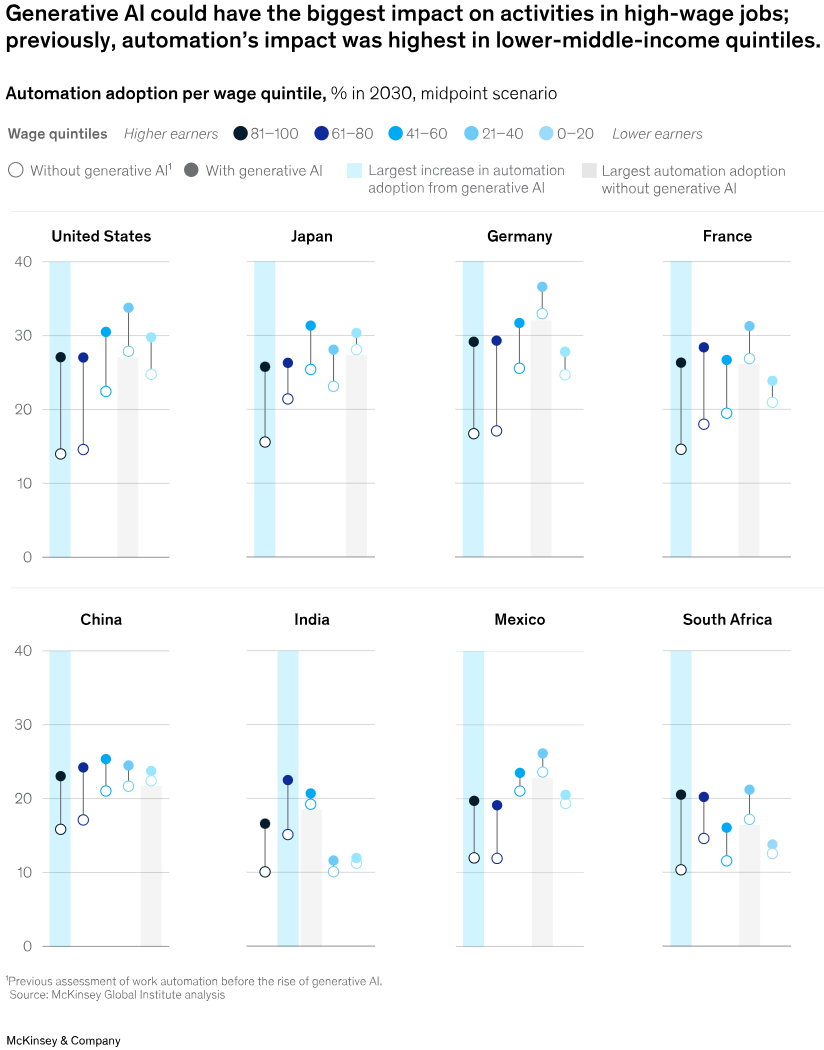 Generative AI could have the biggest impact on activities in high-wage jobs;
previously, automation’s impact was highest in lower-middle-income quintiles.
Automation adoption per wage quintile, % in 2030, midpoint scenario
Wage quintiles Higher earners 81–100 61–80 41–60 21–40 0–20 Lower earners
Without generative AI¹ With generative AI Largest increase in automation Largest automation adoption
adoption from generative AI without generative AI
United States Japan Germany France
40
30
20
10
0
China India Mexico South Africa
40
30
20
10
0
¹Previous assessment of work automation before the rise of generative AI.
Source: McKinsey Global Institute analysis
McKinsey & Company